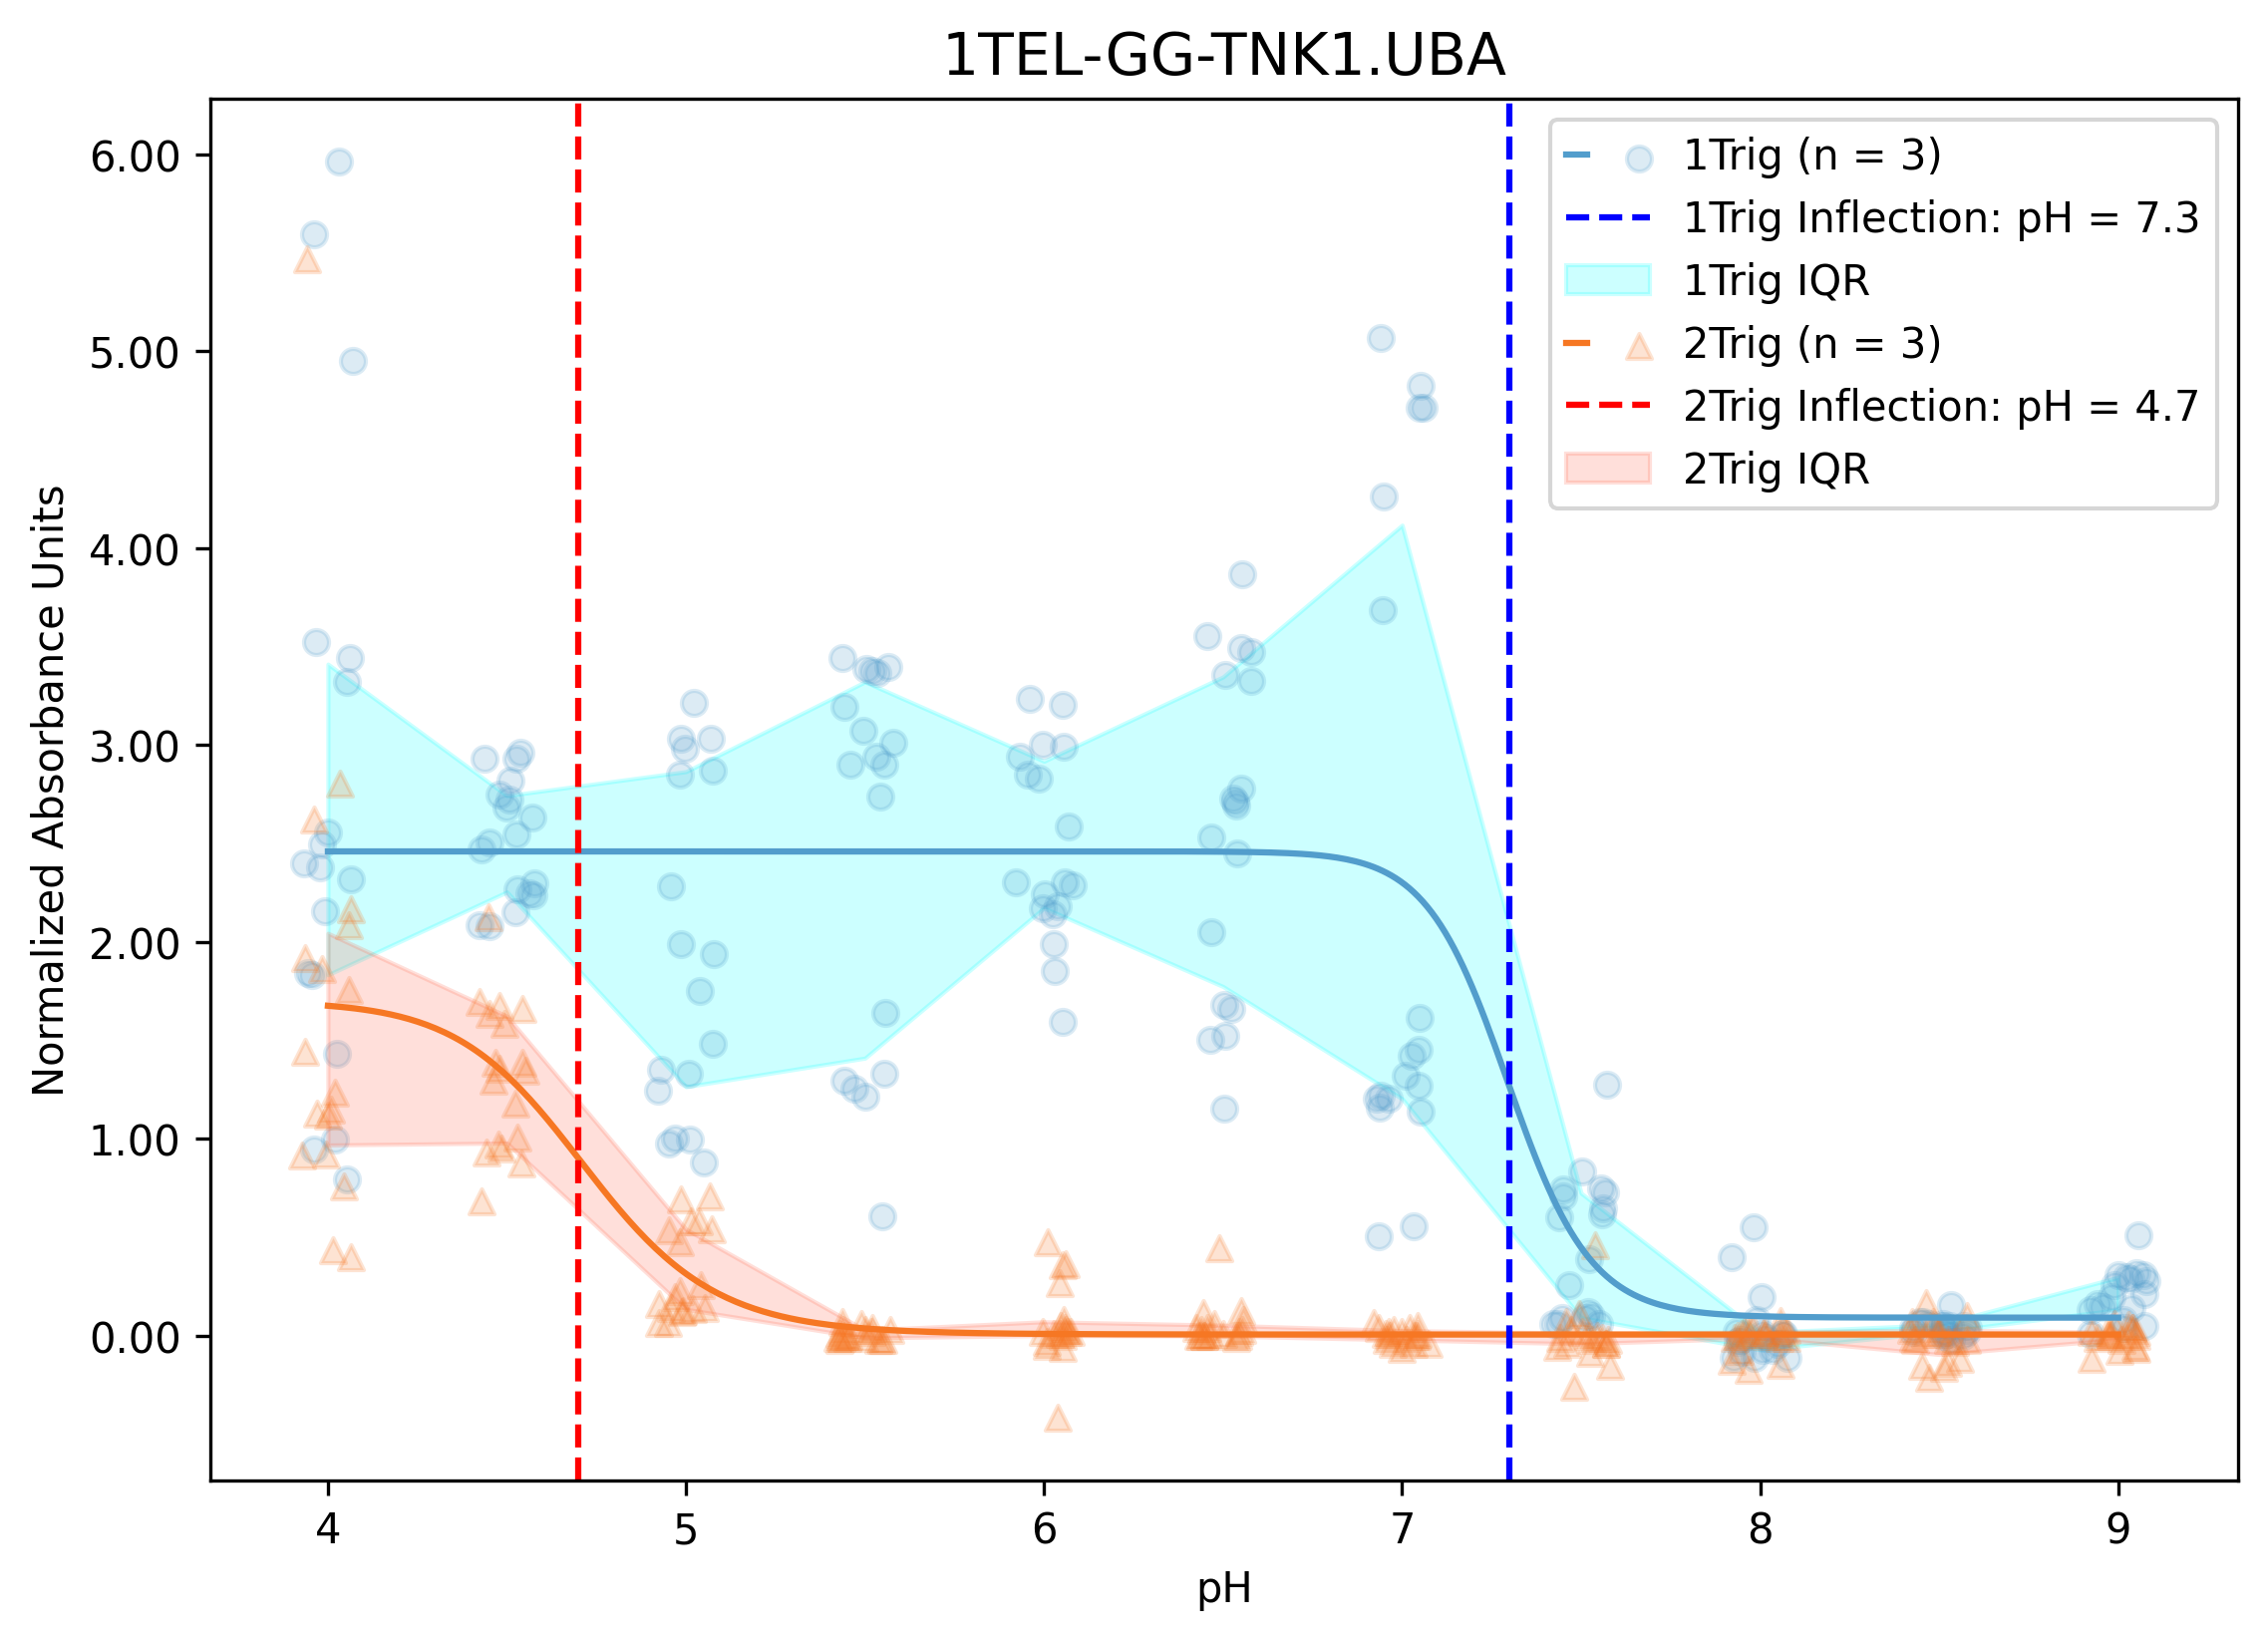 1TEL-GG-TNK1.UBA
6.00
5.00
4.00
3.00
2.00
1.00
0.00
Normalized Absorbance Units
1Trig (n = 3)
1Trig Inflection: pH = 7.3
1Trig IQR
2Trig (n = 3)
2Trig Inflection: pH = 4.7
2Trig IQR
4 5 6 7 8 9
pH